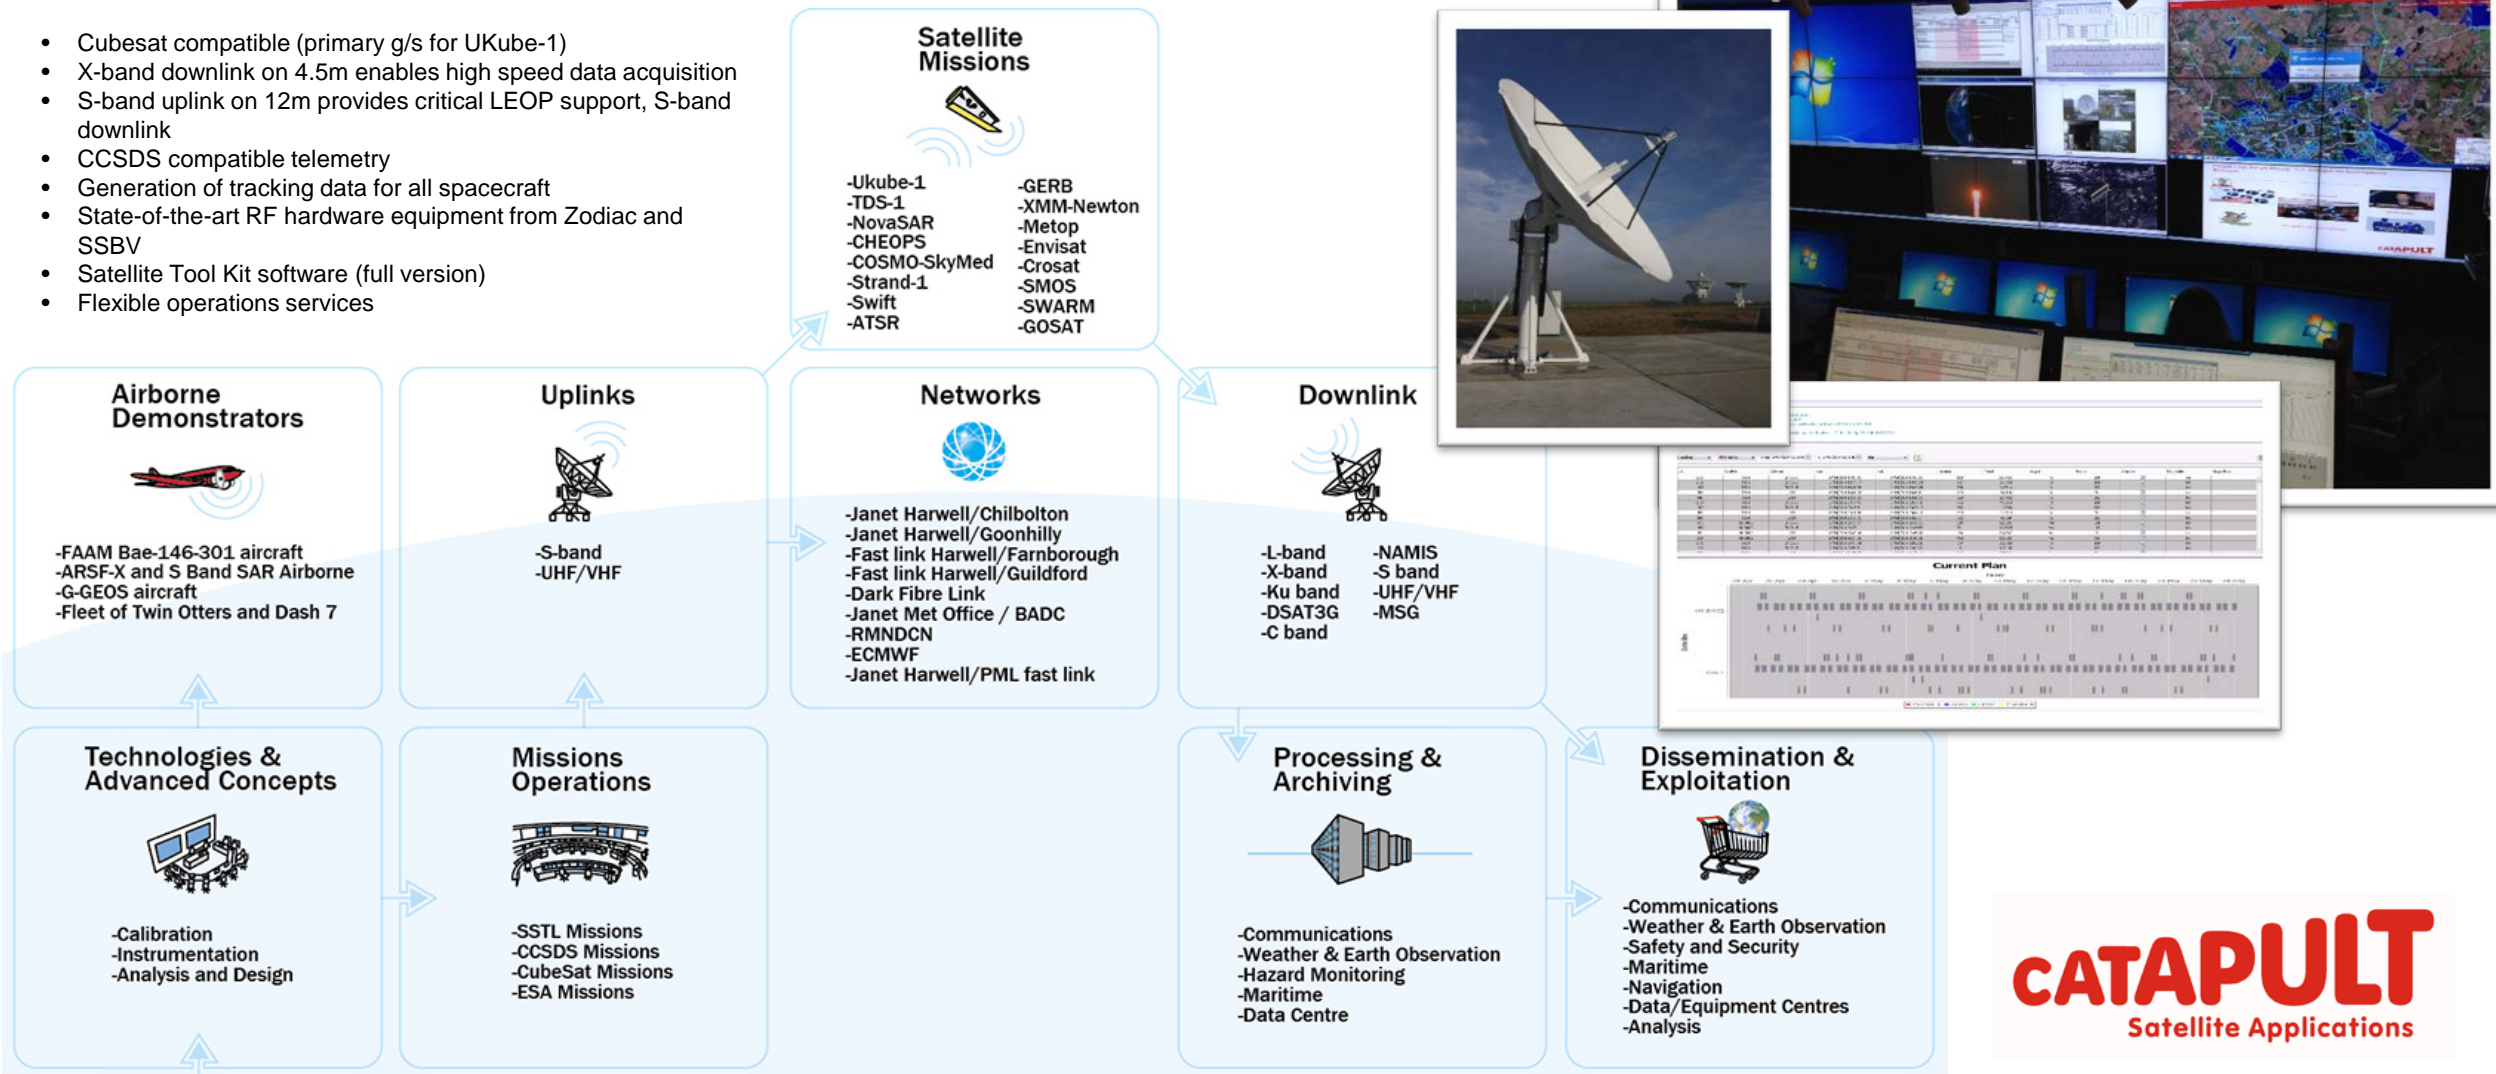 • Cubesat compatible (primary g/s for UKube-1)
• X-band downlink on 4.5m enables high speed data acquisition
• S-band uplink on 12m provides critical LEOP support, S-band
downlink
• CCSDS compatible telemetry
• Generation of tracking data for all spacecraft
• State-of-the-art RF hardware equipment from Zodiac and
SSBV
• Satellite Tool Kit software (full version)
• Flexible operations services
Satellite
Missions
-Ukube-1
-TDS-1
-NovaSAR
-CHEOPS
-COSMO-SkyMed
-Strand-1
-Swift
-ATSR
-GERB
-XMM-Newton
-Metop
-Envisat
-Crosat
-SMOS
-SWARM
-GOSAT
CATAPULT
Airborne
Demonstrators
-FAAM Bae-146-301 aircraft
-ARSF-X and S Band SAR Airborne
-G-GEOS aircraft
-Fleet of Twin Otters and Dash 7
Uplinks
-S-band
-UHF/VHF
Networks
-Janet Harwell/Chilbolton
-Janet Harwell/Goonhilly
-Fast link Harwell/Farnborough
-Fast link Harwell/Guildford
-Dark Fibre Link
-Janet Met Office / BADC
-RMNDCN
-ECMWF
-Janet Harwell/PML fast link
Downlink
-L-band
-X-band
-Ku band
-DSAT3G
-C band
-NAMIS
-S band
-UHF/VHF
-MSG
Current Plan
Technologies &
Advanced Concepts
-Calibration
-Instrumentation
-Analysis and Design
Missions
Operations
-SSTL Missions
-CCSDS Missions
-CubeSat Missions
-ESA Missions
Processing &
Archiving
-Communications
-Weather & Earth Observation
-Hazard Monitoring
-Maritime
-Data Centre
Dissemination &
Exploitation
-Communications
-Weather & Earth Observation
-Safety and Security
-Maritime
-Navigation
-Data/Equipment Centres
-Analysis
CATAPULT
Satellite Applications